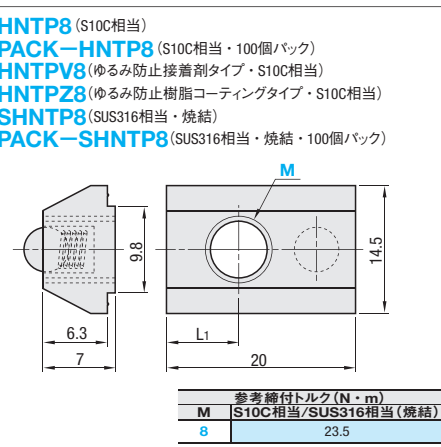 HNTP8(S10C相当)
PACK－HNTP8(S10C相当・100個パック)
HNTPV8(ゆるみ防止接着剤タイプ・S10C相当)
HNTPZ8(ゆるみ防止樹脂コーティングタイプ・S10C相当)
SHNTP8(SUS316相当・焼結)
PACK－SHNTP8(SUS316相当・焼結・100個パック)
M
9.8
14.5
6.3
L1
7
20
参考締付トルク(N・m)
M S10C相当/SUS316相当(焼結)
8 23.5